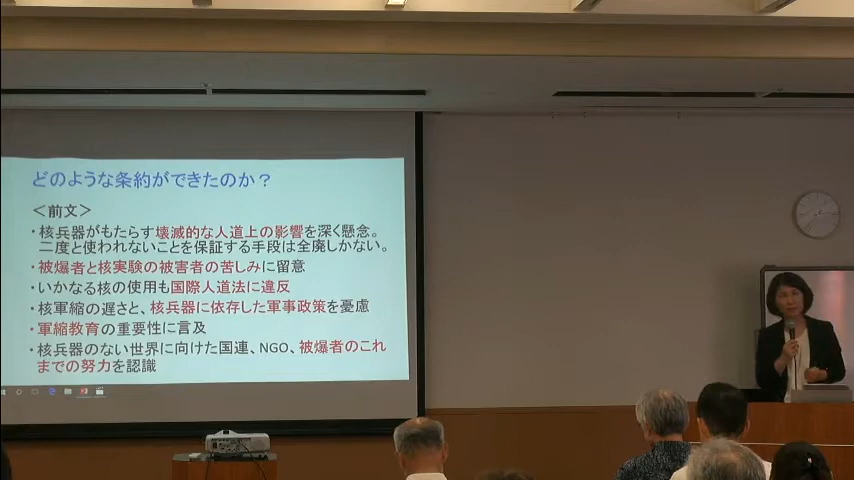 どのような条約ができたのか？
＜前文＞
・核兵器がもたらす壊滅的な人道上の影響を深く懸念。
二度と使われないことを保証する手段は全廃しかない。
・被爆者と核実験の被害者の苦しみに留意
・いかなる核の使用も国際人道法に違反
・核軍縮の遅さと、核兵器に依存した軍事政策を憂慮
・軍縮教育の重要性に言及
・核兵器のない世界に向けた国連、NGO、被爆者のこれ
までの努力を認識